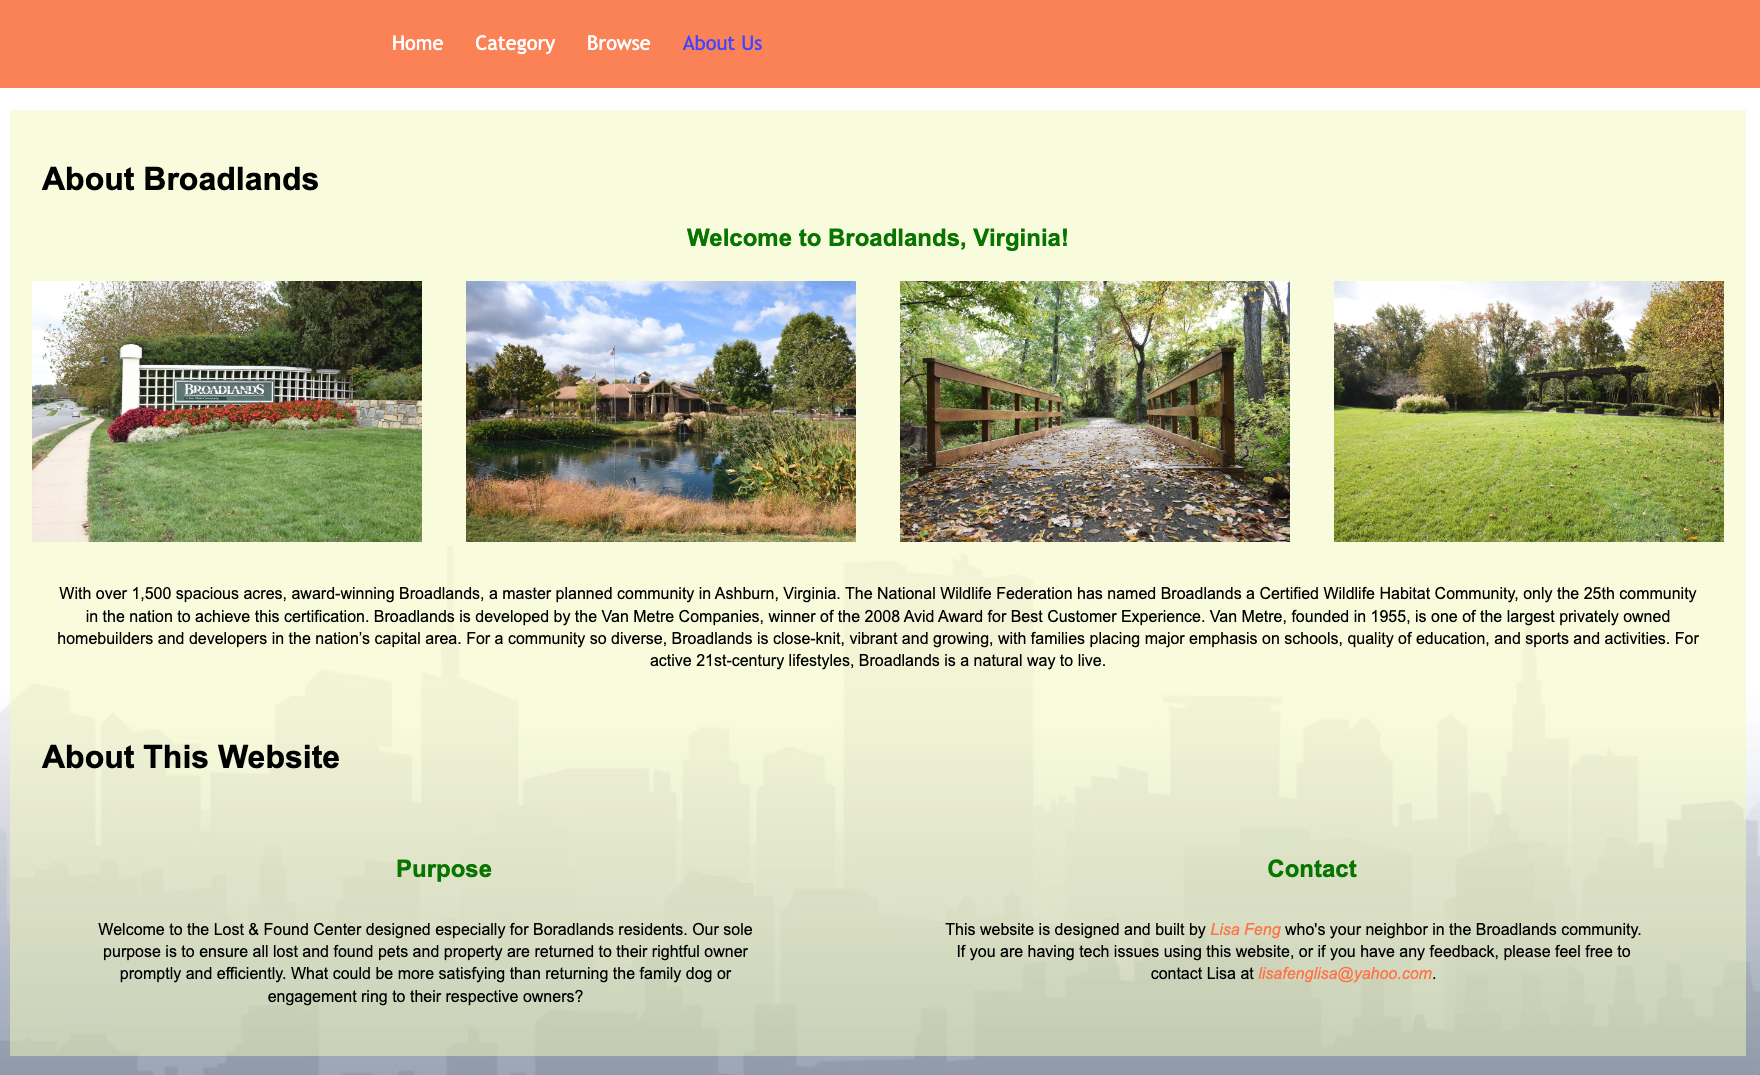 Home Category Browse About Us
About Broadlands
Welcome to Broadlands, Virginia!
BROADLANDS
With over 1,500 spacious acres, award-winning Broadlands, a master planned community in Ashburn, Virginia. The National Wildlife Federation has named Broadlands a Certified Wildlife Habitat Community, only the 25th community
in the nation to achieve this certification. Broadlands is developed by the Van Metre Companies, winner of the 2008 Avid Award for Best Customer Experience. Van Metre, founded in 1955, is one of the largest privately owned
homebuilders and developers in the nation’s capital area. For a community so diverse, Broadlands is close-knit, vibrant and growing, with families placing major emphasis on schools, quality of education, and sports and activities. For
active 21st-century lifestyles, Broadlands is a natural way to live.
About This Website
Purpose
Welcome to the Lost & Found Center designed especially for Boradlands residents. Our sole
purpose is to ensure all lost and found pets and property are returned to their rightful owner
promptly and efficiently. What could be more satisfying than returning the family dog or
engagement ring to their respective owners?
Contact
This website is designed and built by Lisa Feng who's your neighbor in the Broadlands community.
If you are having tech issues using this website, or if you have any feedback, please feel free to
contact Lisa at lisafenglisa@yahoo.com.